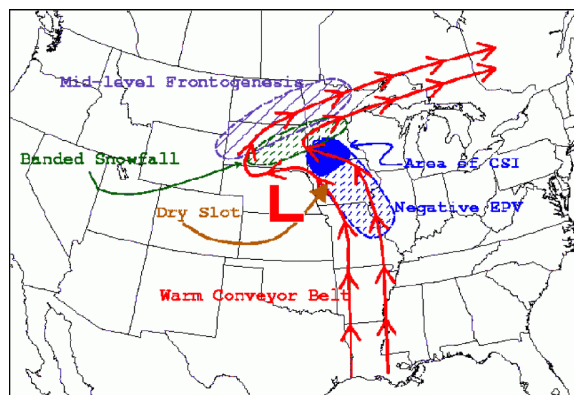 Mid-level Frontogenesis
Banded Snowfall
Area of CSI
Dry Slot
L
Negative EPV
Warm Conveyor Belt